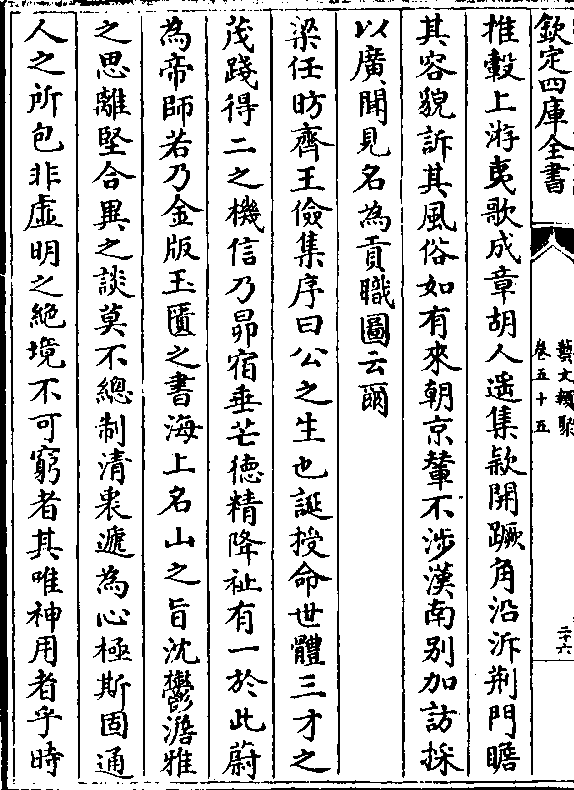 欽定四庫全書
藝文類聚
卷五十五
二十六
推轂上游夷歌成章胡人遥集款開蹶角沿泝荆門瞻
其容貌訴其風俗如有來朝京輦不涉漢南别加訪採
以廣聞見名為貢職圖云爾
梁任昉齊王儉集序曰公之生也誕授命世體三才之
茂踐得二之機信乃昴宿垂芒德精降祉有一於此蔚
為帝師若乃金版玉匱之書海上名山之旨沈鬱澹雅
之思離堅合異之談莫不總制清衷遞為心極斯固通
人之所包非虛明之絶境不可窮者其唯神用者乎時